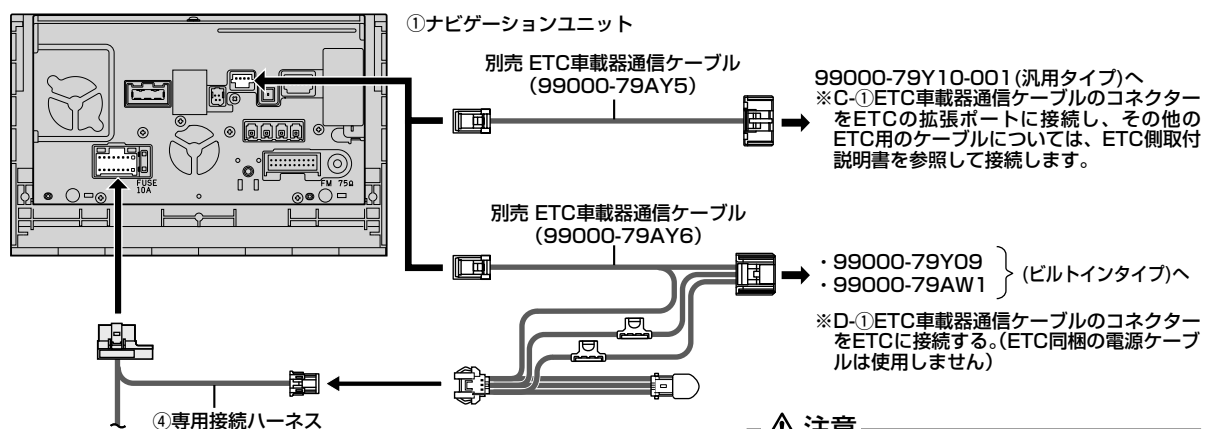 ①ナビゲーションユニット
別売 ETC車載器通信ケーブル
（99000-79AY5）
99000-79Y10-001(汎用タイプ)へ
※C-①ETC車載器通信ケーブルのコネクター
をETCの拡張ポートに接続し、その他の
ETC用のケーブルについては、ETC側取付
説明書を参照して接続します。
FUSE
10A
FM 75Ω
別売 ETC車載器通信ケーブル
（99000-79AY6）
・99000-79Y09
・99000-79AW1
(ビルトインタイプ)へ
※D-①ETC車載器通信ケーブルのコネクター
をETCに接続する。(ETC同梱の電源ケーブ
ルは使用しません)
④専用接続ハーネス
注意